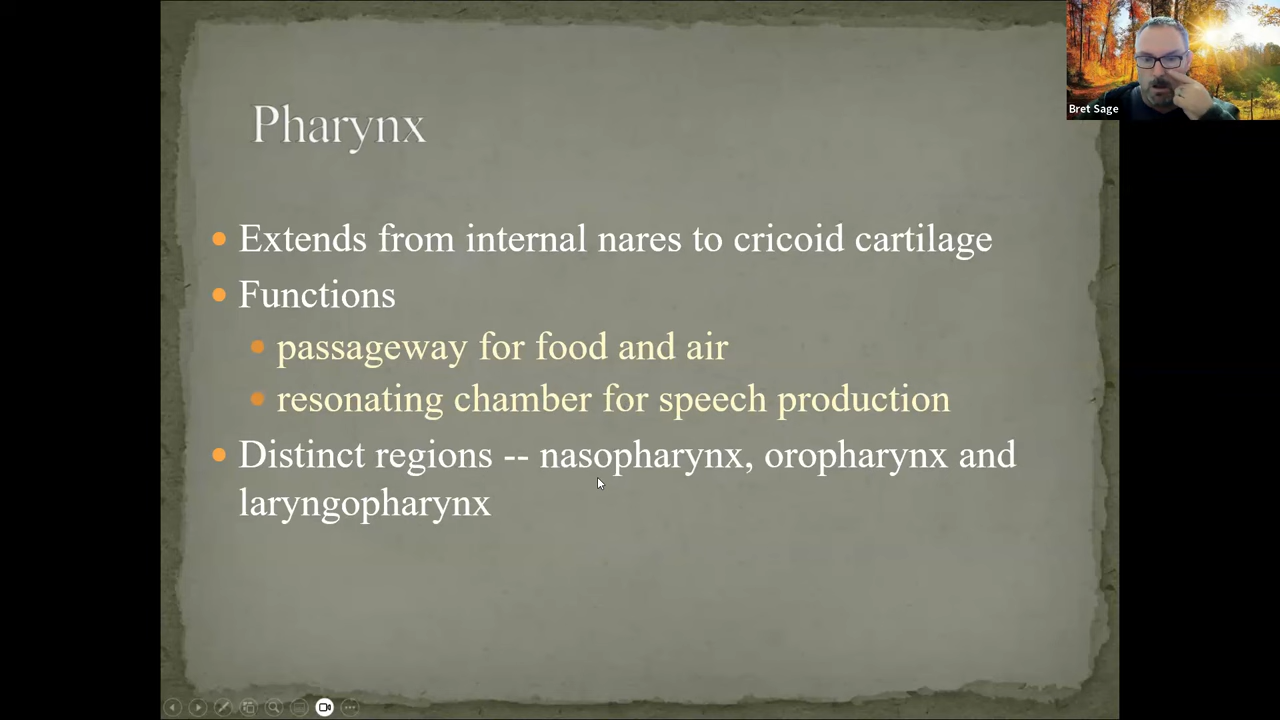 Bret Sage
Pharynx
Extends from internal nares to cricoid cartilage
Functions
passageway for food and air
resonating chamber for speech production
Distinct regions -- nasopharynx, oropharynx and
laryngopharynx